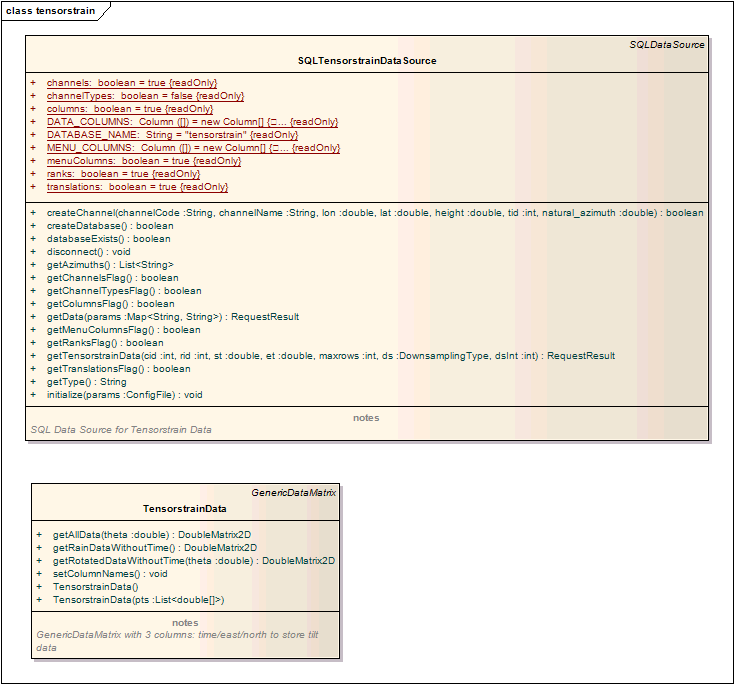 class tensorstrain
SQLDataSource
SQLTensorstrainDataSource
+ channels: boolean = true {readOnly}
+ channelTypes: boolean = false {readOnly}
+ columns: boolean = true {readOnly}
+ DATA_COLUMNS: Column ([]) = new Column[] {□... {readOnly}
+ DATABASE_NAME: String = "tensorstrain" {readOnly}
+ MENU_COLUMNS: Column ([]) = new Column[] {□... {readOnly}
+ menuColumns: boolean = true {readOnly}
+ ranks: boolean = true {readOnly}
+ translations: boolean = true {readOnly}
+ createChannel(channelCode :String, channelName :String, lon :double, lat :double, height :double, tid :int, natural_azimuth :double) : boolean
+ createDatabase() : boolean
+ databaseExists() : boolean
+ disconnect() : void
+ getAzimuths() : List<String>
+ getChannelsFlag() : boolean
+ getChannelTypesFlag() : boolean
+ getColumnsFlag() : boolean
+ getData(params :Map<String, String>) : RequestResult
+ getMenuColumnsFlag() : boolean
+ getRanksFlag() : boolean
+ getTensorstrainData(cid :int, rid :int, st :double, et :double, maxrows :int, ds :DownsamplingType, dsInt :int) : RequestResult
+ getTranslationsFlag() : boolean
+ getType() : String
+ initialize(params :ConfigFile) : void
notes
SQL Data Source for Tensorstrain Data
GenericDataMatrix
TensorstrainData
+ getAllData(theta :double) : DoubleMatrix2D
+ getRainDataWithoutTime() : DoubleMatrix2D
+ getRotatedDataWithoutTime(theta :double) : DoubleMatrix2D
+ setColumnNames() : void
+ TensorstrainData()
+ TensorstrainData(pts :List<double[]>)
notes
GenericDataMatrix with 3 columns: time/east/north to store tilt
data